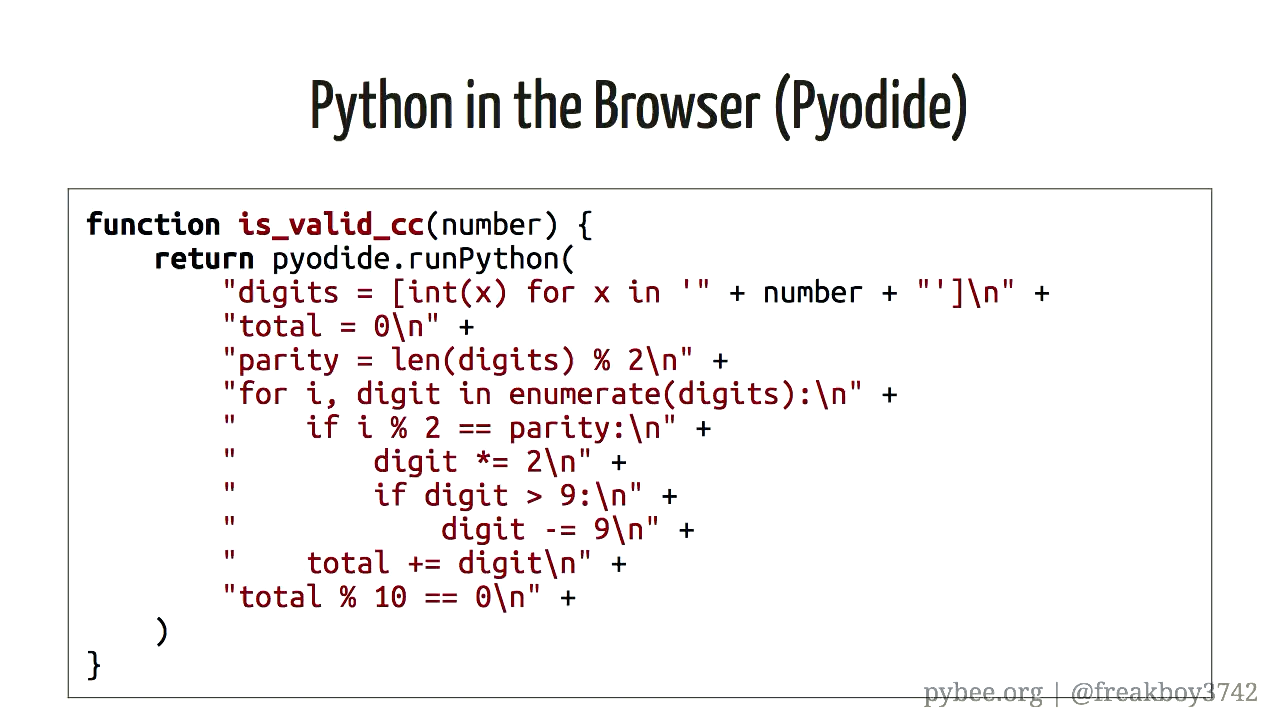 Python in the Browser (Pyodide)
function is_valid_cc(number) {
    return pyodide.runPython(
        "digits = [int(x) for x in '" + number + "']\n" +
        "total = 0\n" +
        "parity = len(digits) % 2\n" +
        "for i, digit in enumerate(digits):\n" +
        "    if i % 2 == parity:\n" +
        "        digit *= 2\n" +
        "        if digit > 9:\n" +
        "            digit -= 9\n" +
        "    total += digit\n" +
        "total % 10 == 0\n" +
    )
}
pybee.org | @freakboy3742